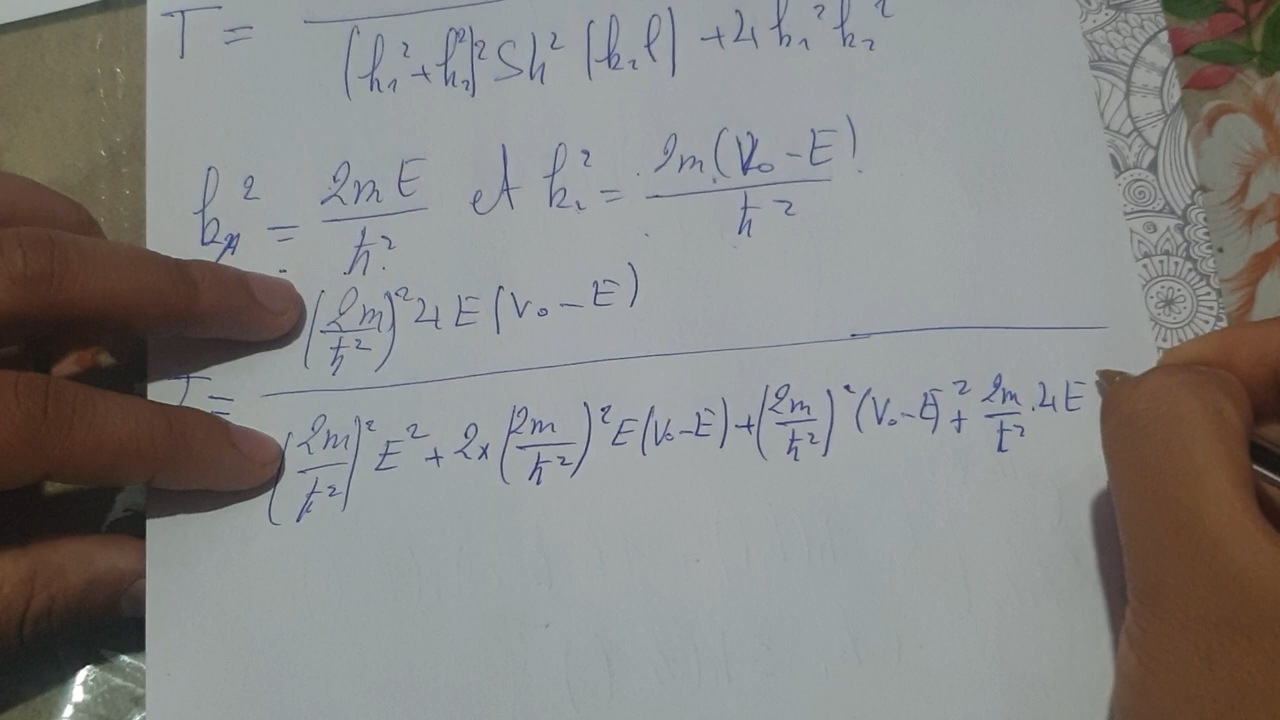 T = ─── / (k₁² + k₂²)² Sh² (k₂l) + 4 k₁² k₂²
k₁² = 2mE / ħ² et k₂² = 2m(V₀ - E) / ħ²
(2m / ħ²)² 4 E (V₀ - E)
T = ───
(2m / ħ²)² E² + 2 × (2m / ħ²)² E (V₀ - E) + (2m / ħ²)² (V₀ - E)² + 2m / ħ² . 4 E